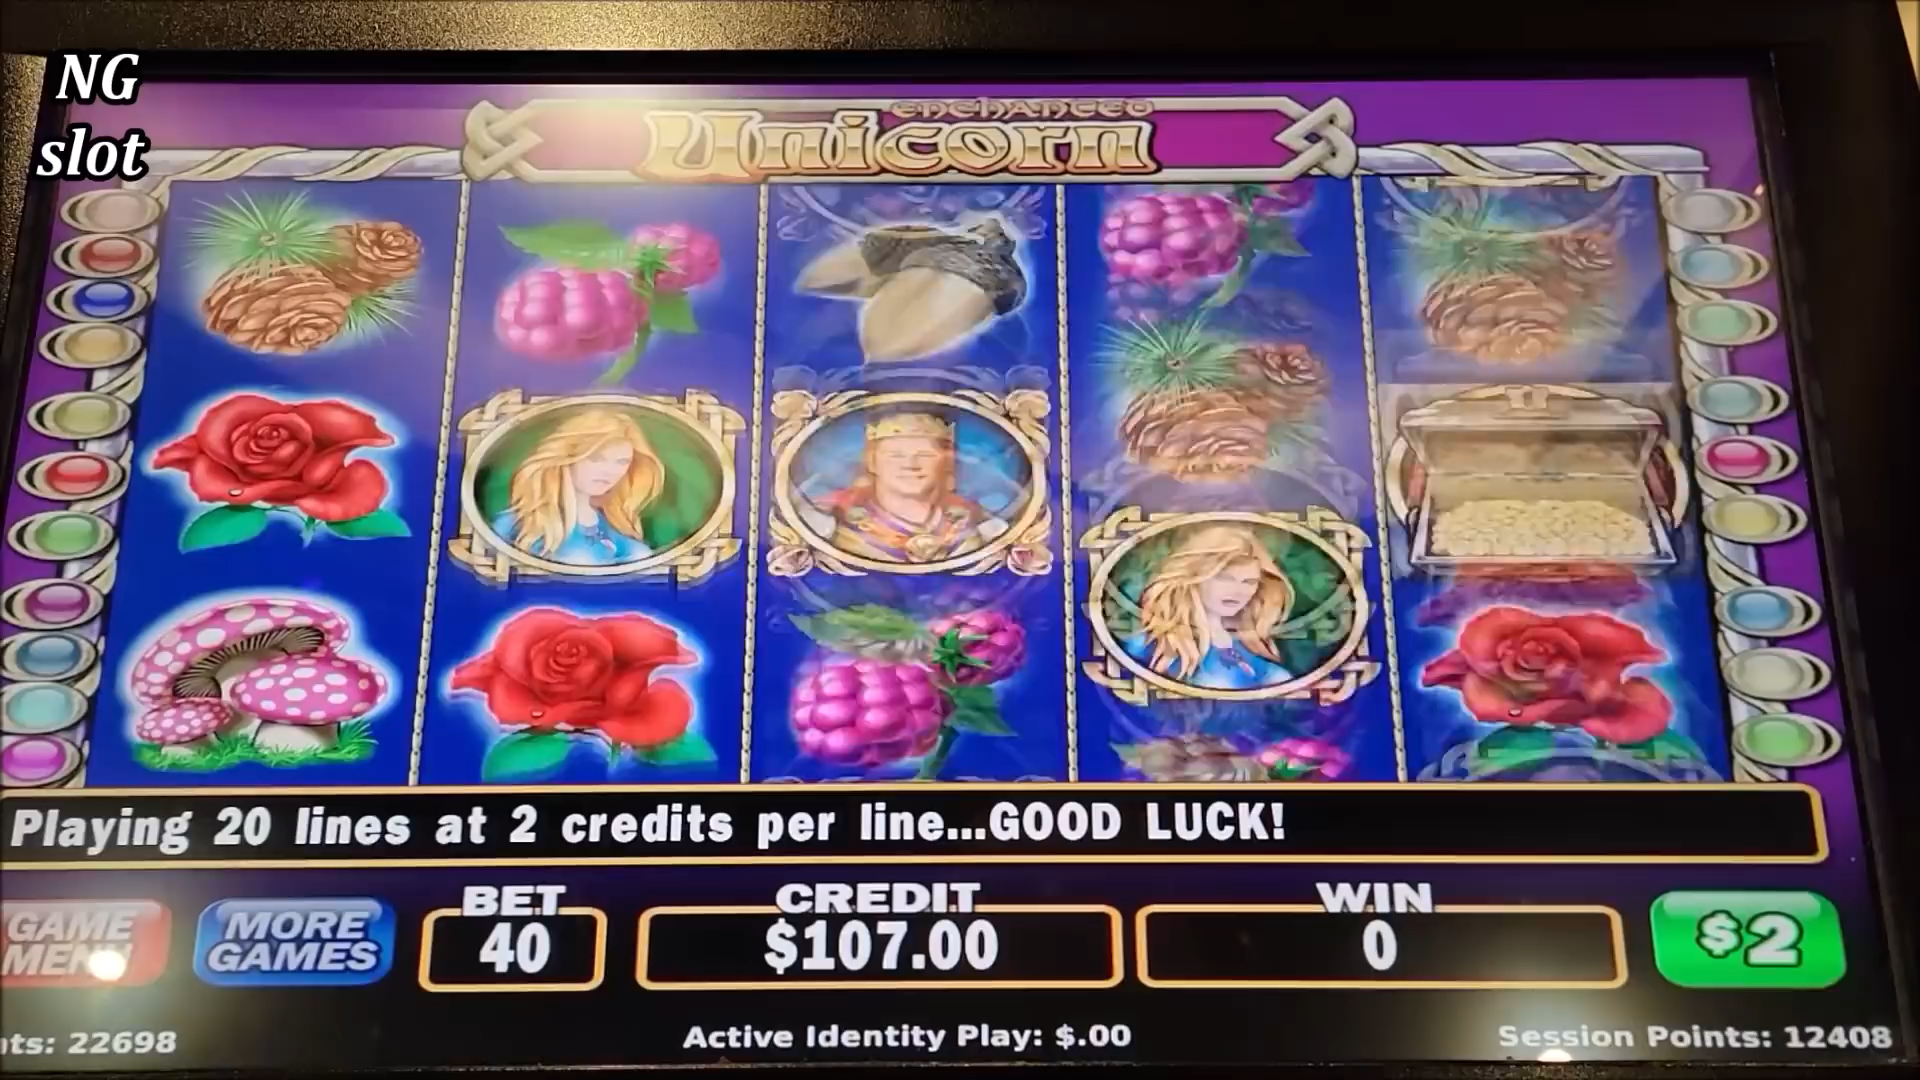 NG
slot
ENCHANTED
Unicorn
Playing 20 lines at 2 credits per line...GOOD LUCK!
GAME
MENU
MORE
GAMES
BET
40
CREDIT
$107.00
WIN
0
$2
nts: 22698
Active Identity Play: $.00
Session Points: 12408